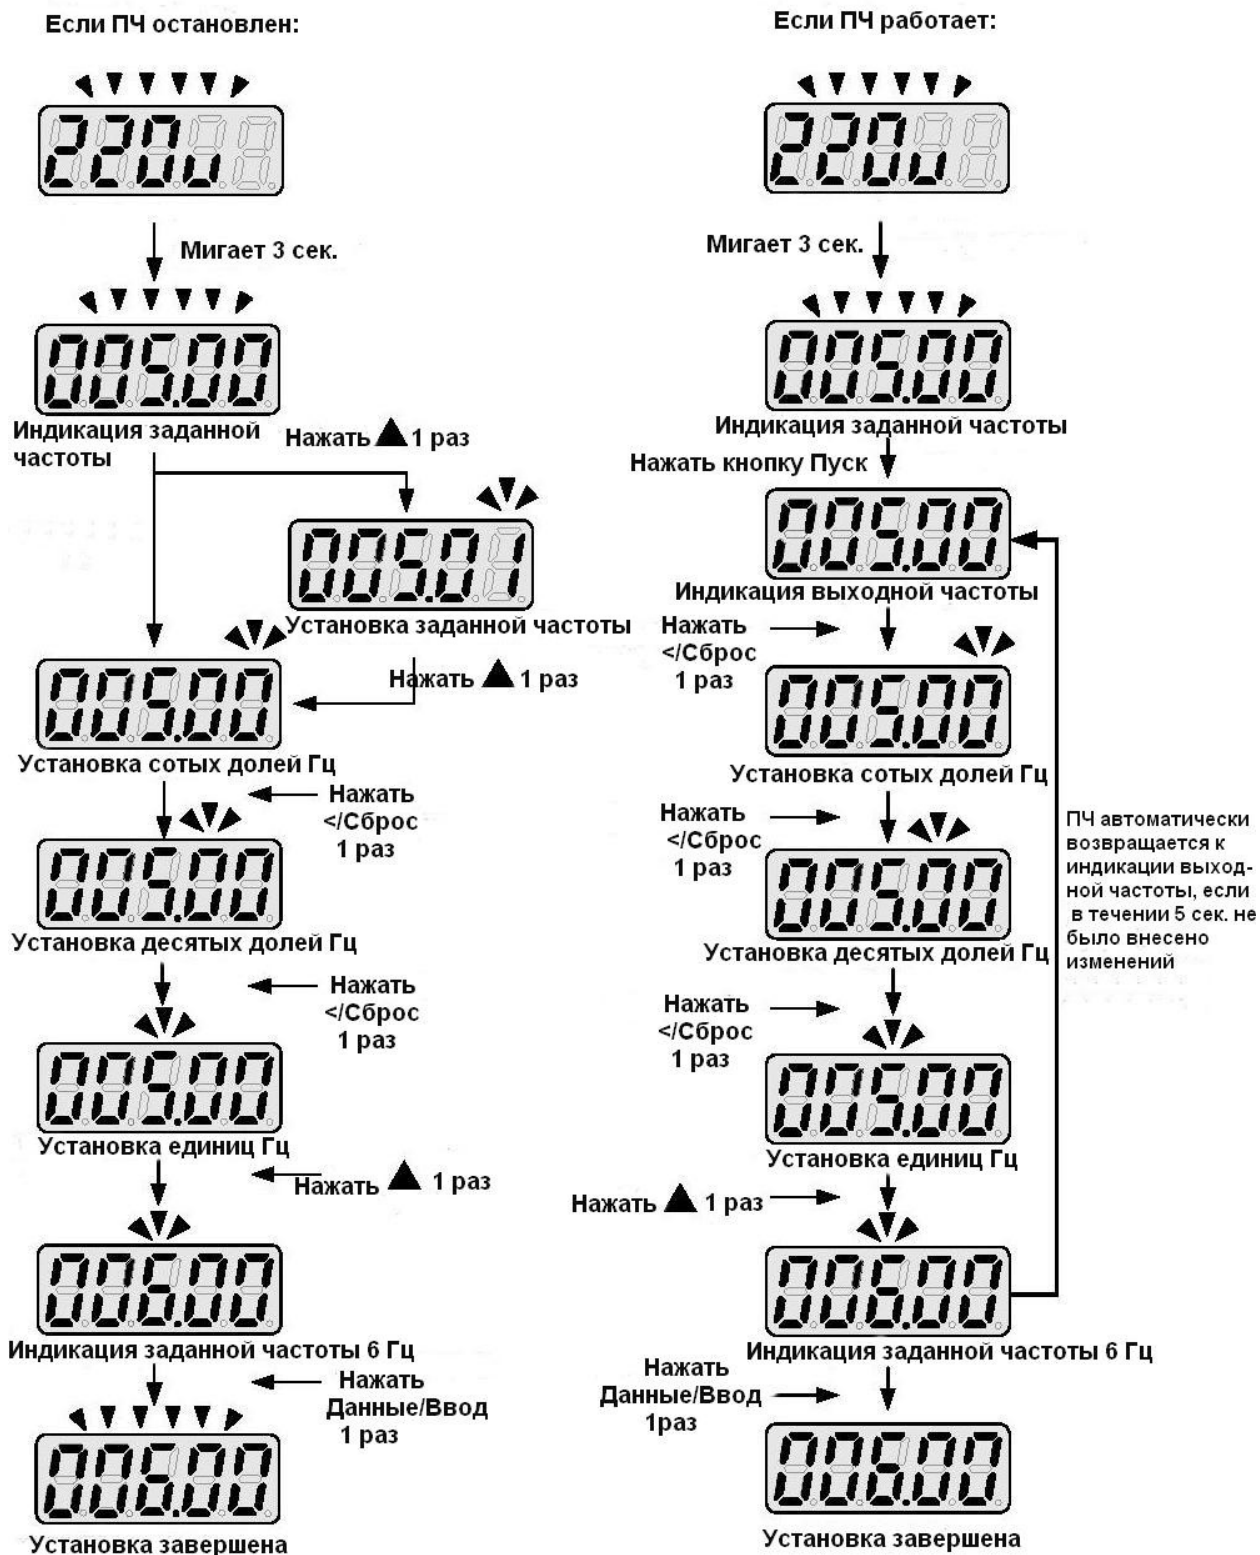 Если ПЧ остановлен:
220u
Мигает 3 сек.
005.00
Индикация заданной
частоты
Нажать ▲ 1 раз
005.01
Установка заданной частоты
Нажать ▲ 1 раз
005.00
Установка сотых долей Гц
Нажать
</Сброс
1 раз
005.00
Установка десятых долей Гц
Нажать
</Сброс
1 раз
005.00
Установка единиц Гц
Нажать ▲ 1 раз
006.00
Индикация заданной частоты 6 Гц
Нажать
Данные/Ввод
1 раз
006.00
Установка завершена
Если ПЧ работает:
220u
Мигает 3 сек.
005.00
Индикация заданной частоты
Нажать кнопку Пуск
005.00
Индикация выходной частоты
Нажать
</Сброс
1 раз
005.00
Установка сотых долей Гц
Нажать
</Сброс
1 раз
005.00
Установка десятых долей Гц
Нажать
</Сброс
1 раз
005.00
Установка единиц Гц
Нажать ▲ 1 раз
006.00
Индикация заданной частоты 6 Гц
Нажать
Данные/Ввод
1раз
006.00
Установка завершена
ПЧ автоматически
возвращается к
индикации выход-
ной частоты, если
в течении 5 сек. не
было внесено
изменений